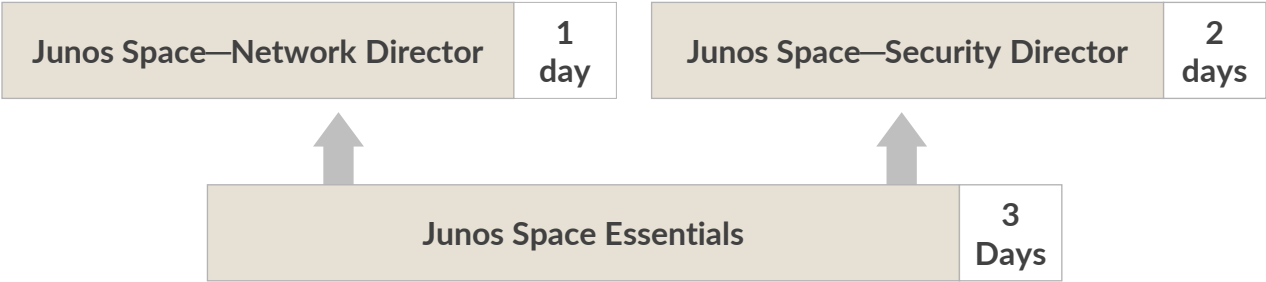 Junos Space—Network Director
1
day
Junos Space—Security Director
2
days
Junos Space Essentials
3
Days